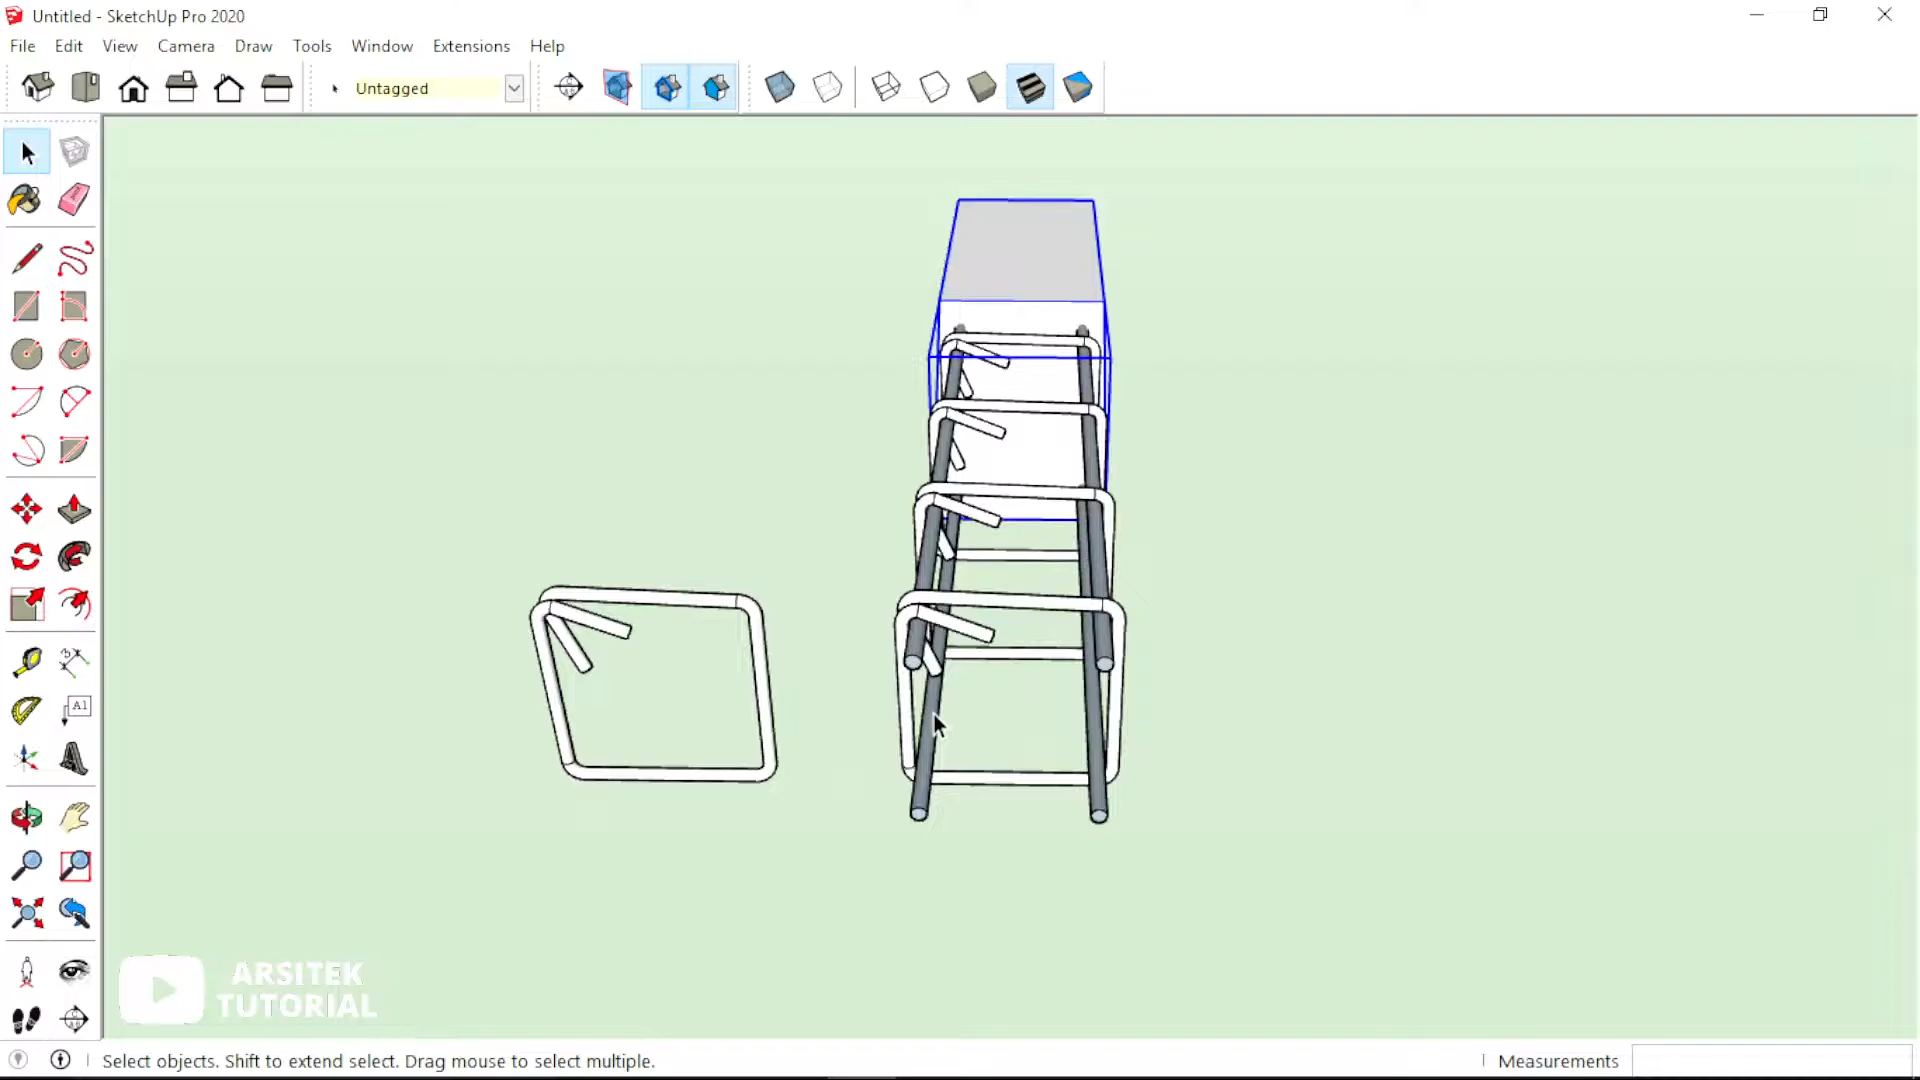 Untitled - SketchUp Pro 2020
File Edit View Camera Draw Tools Window Extensions Help
Untagged
A1
ARSITEK
TUTORIAL
Select objects. Shift to extend select. Drag mouse to select multiple.
Measurements